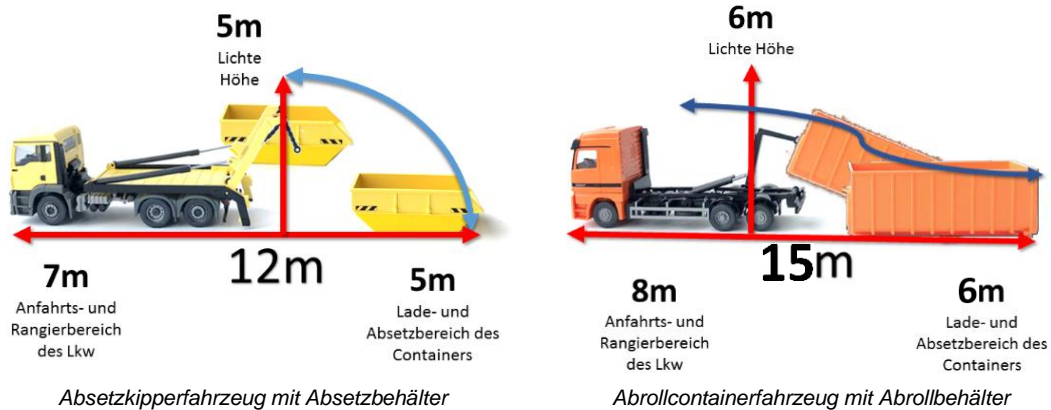 5m
Lichte
Höhe
12m
7m
Anfahrts- und
Rangierbereich
des Lkw
5m
Lade- und
Absetzbereich des
Containers
Absetzkipperfahrzeug mit Absetzbehälter
6m
Lichte Höhe
15m
8m
Anfahrts- und
Rangierbereich
des Lkw
6m
Lade- und
Absetzbereich des
Containers
Abrollcontainerfahrzeug mit Abrollbehälter